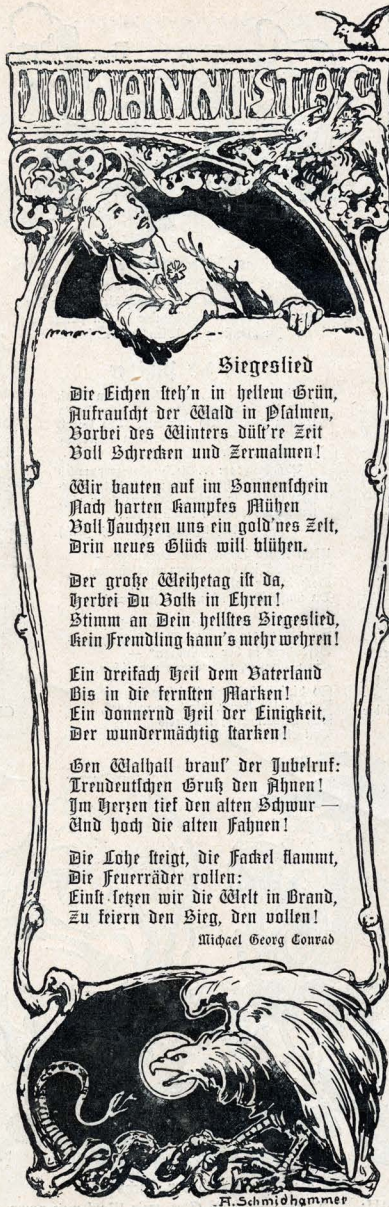 JOHANNISTAG
Siegeslied
Die Eichen steh'n in hellem Grün,
Aufrauscht der Wald in Psalmen,
Vorbei des Winters düst're Zeit
Voll Schrecken und Zermalmen!
Wir bauten auf im Sonnenschein
Nach harten Kampfes Mühen
Voll Jauchzen uns ein gold'nes Zelt,
Drin neues Glück will blühen.
Der große Weihetag ist da,
Herbei Du Volk in Ehren!
Stimm an Dein hellstes Siegeslied,
Kein Fremdling kann's mehr wehren!
Ein dreifach Heil dem Vaterland
Bis in die fernsten Marken!
Ein donnernd Heil der Einigkeit,
Der wundermächtig starken!
Gen Walhall braus' der Jubelruf:
Treudeutschen Gruß den Ahnen!
Im Herzen tief den alten Schwur —
Und hoch die alten Fahnen!
Die Lohe steigt, die Fackel flammt,
Die Feuerräder rollen:
Einst setzen wir die Welt in Brand,
Zu feiern den Sieg, den vollen!
Michael Georg Conrad
A. Schmidhammer